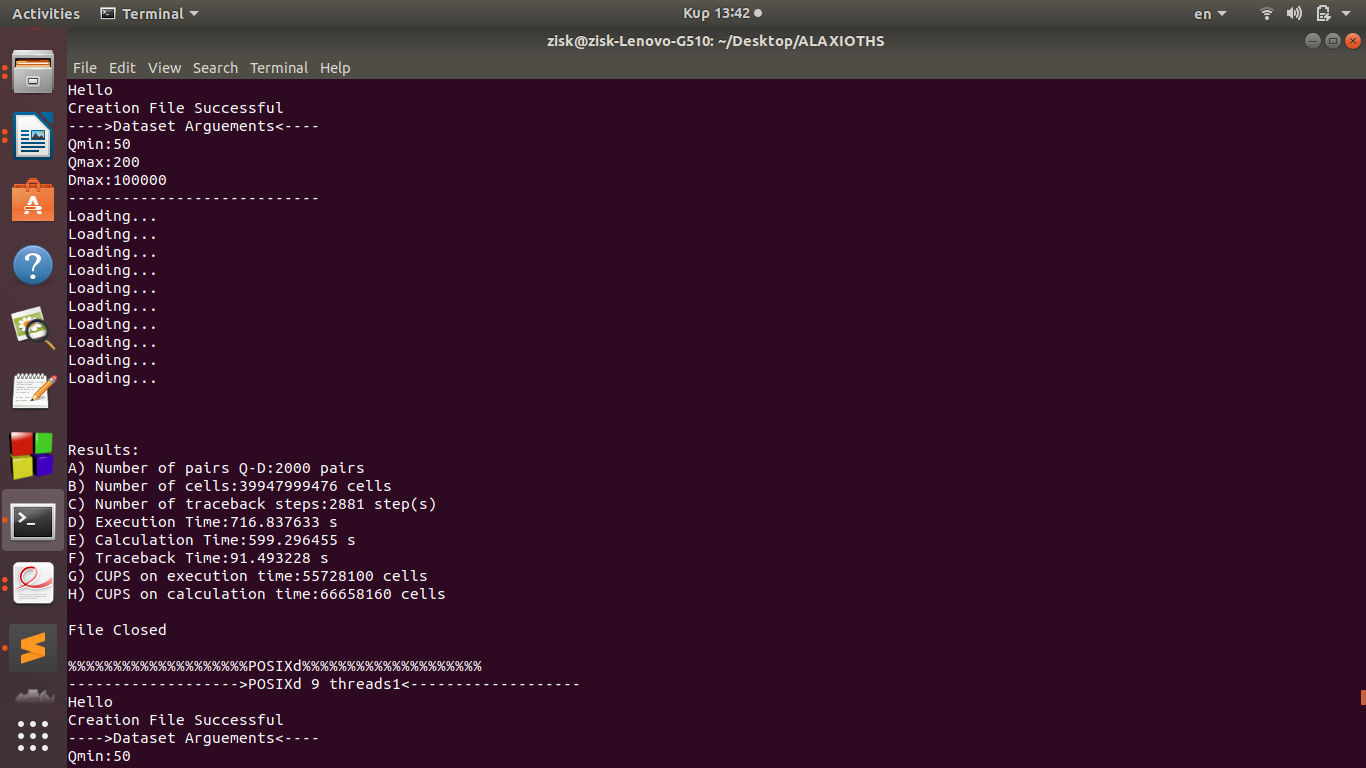 Activities Terminal Κυρ 13:42 en
zisk@zisk-Lenovo-G510: ~/Desktop/ALAXIOTHS
File Edit View Search Terminal Help
Hello
Creation File Successful
---->Dataset Arguements<----
Qmin:50
Qmax:200
Dmax:100000
----------------------------
Loading...
Loading...
Loading...
Loading...
Loading...
Loading...
Loading...
Loading...
Loading...
Loading...
Results:
A) Number of pairs Q-D:2000 pairs
B) Number of cells:39947999476 cells
C) Number of traceback steps:2881 step(s)
D) Execution Time:716.837633 s
E) Calculation Time:599.296455 s
F) Traceback Time:91.493228 s
G) CUPS on execution time:55728100 cells
H) CUPS on calculation time:66658160 cells
File Closed
%%%%%%%%%%%%%%%%%%%%POSIXd%%%%%%%%%%%%%%%%%%%%
------------------->POSIXd 9 threads1<-------------------
Hello
Creation File Successful
---->Dataset Arguements<----
Qmin:50